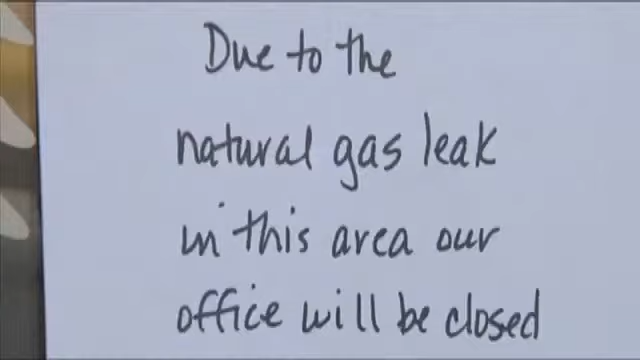 Due to the
natural gas leak
in this area our
office will be closed